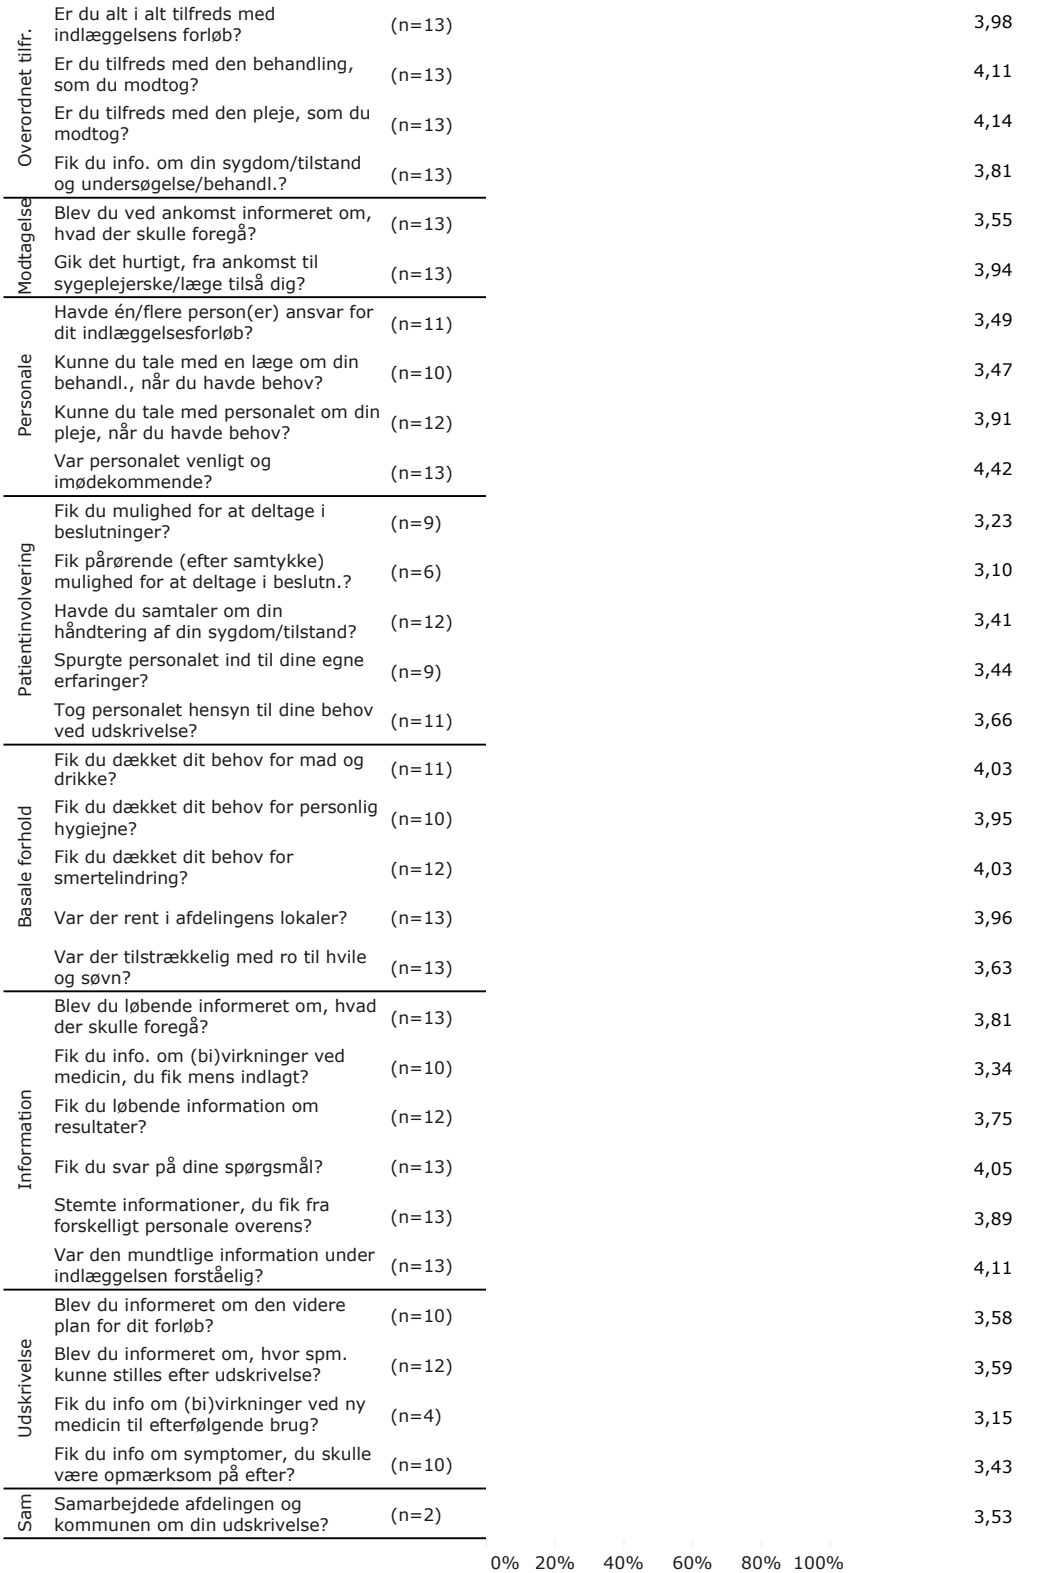 Overordnet tilfr.
Er du alt i alt tilfreds med
indlæggelsens forløb?
(n=13)
3,98
Er du tilfreds med den behandling,
som du modtog?
(n=13)
4,11
Er du tilfreds med den pleje, som du
modtog?
(n=13)
4,14
Fik du info. om din sygdom/tilstand
og undersøgelse/behandl.?
(n=13)
3,81
Modtagelse
Blev du ved ankomst informeret om,
hvad der skulle foregå?
(n=13)
3,55
Gik det hurtigt, fra ankomst til
sygeplejerske/læge tilså dig?
(n=13)
3,94
Personale
Havde én/flere person(er) ansvar for
dit indlæggelsesforløb?
(n=11)
3,49
Kunne du tale med en læge om din
behandl., når du havde behov?
(n=10)
3,47
Kunne du tale med personalet om din
pleje, når du havde behov?
(n=12)
3,91
Var personalet venligt og
imødekommende?
(n=13)
4,42
Patientinvolvering
Fik du mulighed for at deltage i
beslutninger?
(n=9)
3,23
Fik pårørende (efter samtykke)
mulighed for at deltage i beslutn.?
(n=6)
3,10
Havde du samtaler om din
håndtering af din sygdom/tilstand?
(n=12)
3,41
Spurgte personalet ind til dine egne
erfaringer?
(n=9)
3,44
Tog personalet hensyn til dine behov
ved udskrivelse?
(n=11)
3,66
Basale forhold
Fik du dækket dit behov for mad og
drikke?
(n=11)
4,03
Fik du dækket dit behov for personlig
hygiejne?
(n=10)
3,95
Fik du dækket dit behov for
smertelindring?
(n=12)
4,03
Var der rent i afdelingens lokaler?
(n=13)
3,96
Var der tilstrækkelig med ro til hvile
og søvn?
(n=13)
3,63
Information
Blev du løbende informeret om, hvad
der skulle foregå?
(n=13)
3,81
Fik du info. om (bi)virkninger ved
medicin, du fik mens indlagt?
(n=10)
3,34
Fik du løbende information om
resultater?
(n=12)
3,75
Fik du svar på dine spørgsmål?
(n=13)
4,05
Stemte informationer, du fik fra
forskelligt personale overens?
(n=13)
3,89
Var den mundtlige information under
indlæggelsen forståelig?
(n=13)
4,11
Udskrivelse
Blev du informeret om den videre
plan for dit forløb?
(n=10)
3,58
Blev du informeret om, hvor spm.
kunne stilles efter udskrivelse?
(n=12)
3,59
Fik du info om (bi)virkninger ved ny
medicin til efterfølgende brug?
(n=4)
3,15
Fik du info om symptomer, du skulle
være opmærksom på efter?
(n=10)
3,43
Sam
Samarbejdede afdelingen og
kommunen om din udskrivelse?
(n=2)
3,53
0% 20% 40% 60% 80% 100%